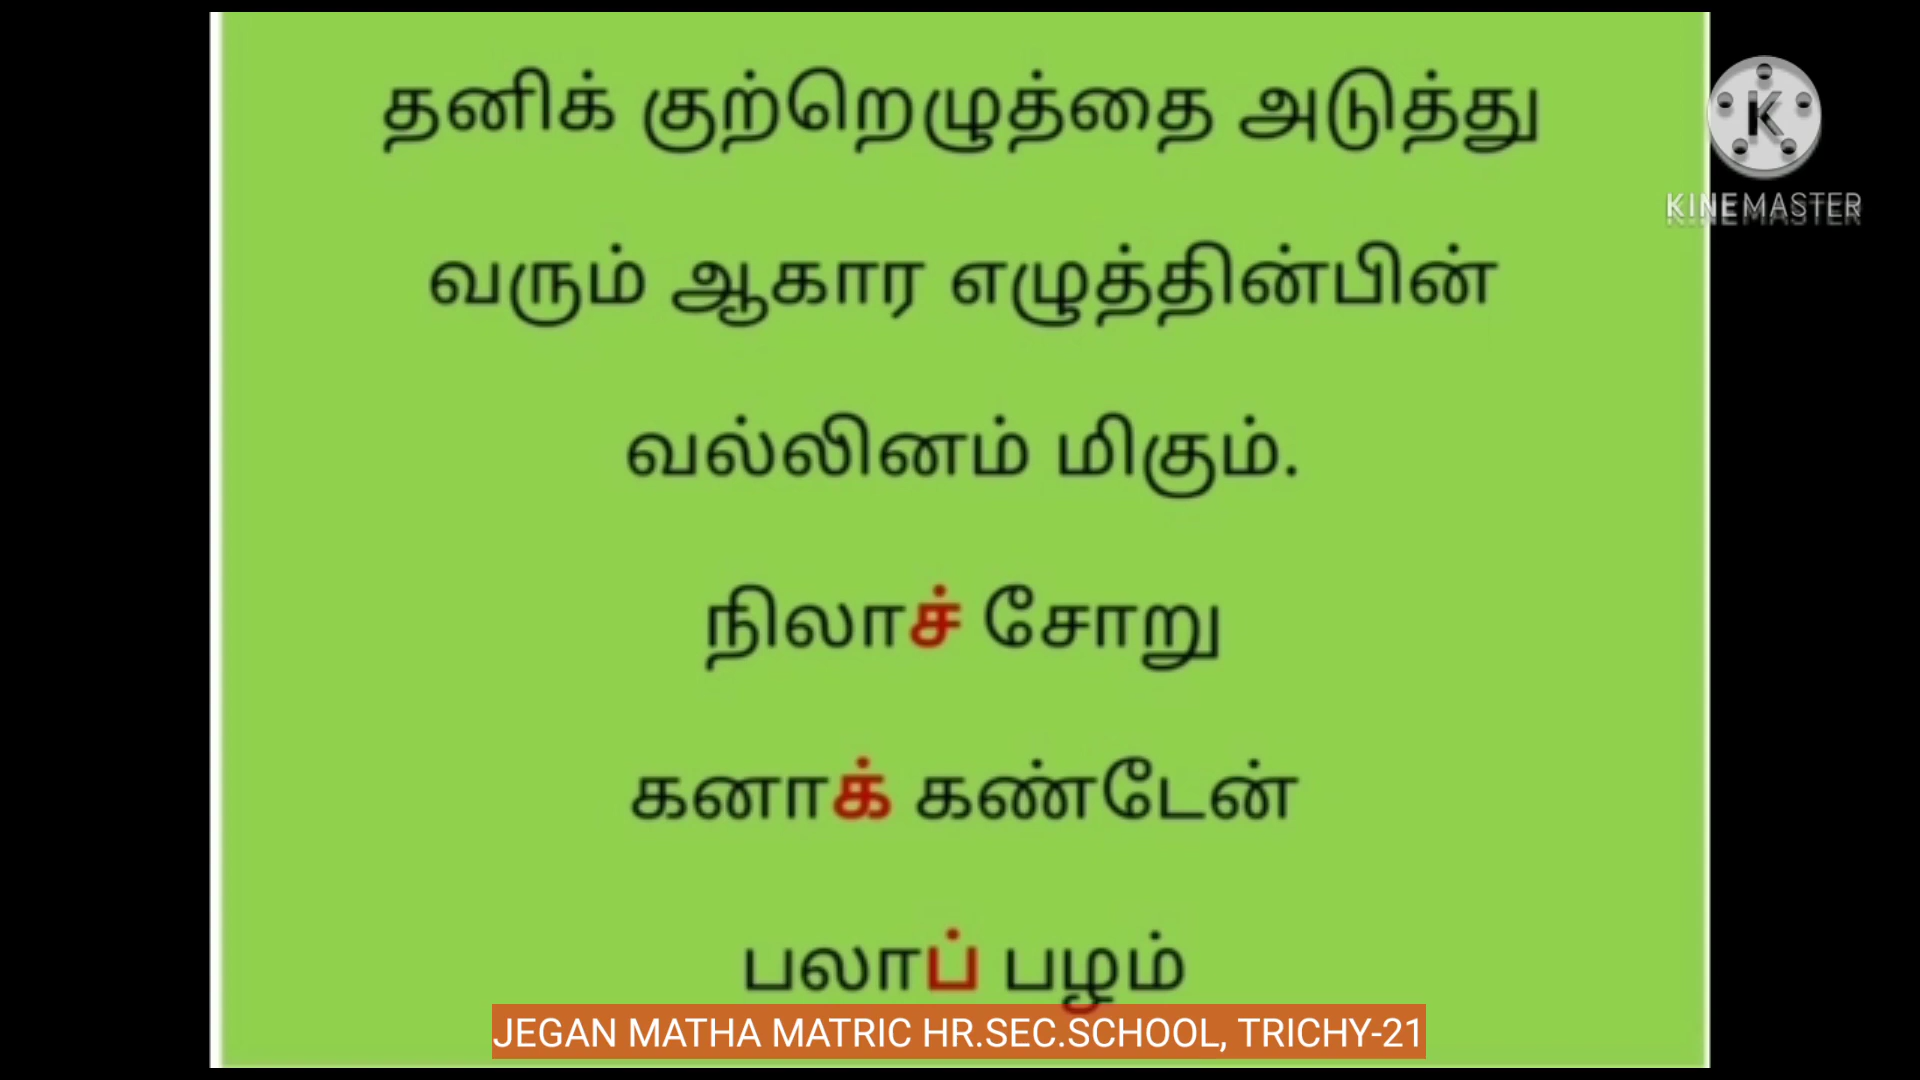 தனிக் குற்றெழுத்தை அடுத்து
வரும் ஆகார எழுத்தின்பின்
வல்லினம் மிகும்.
நிலாச் சோறு
கனாக் கண்டேன்
பலாப் பழம்
JEGAN MATHA MATRIC HR.SEC.SCHOOL, TRICHY-21
K
KINEMASTER